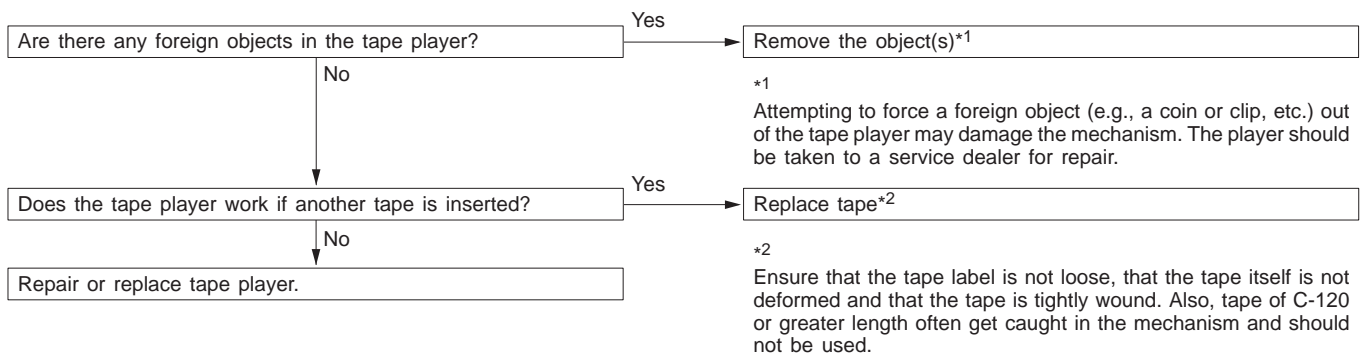 Are there any foreign objects in the tape player?
Yes
Remove the object(s)*1
No
*1
Attempting to force a foreign object (e.g., a coin or clip, etc.) out
of the tape player may damage the mechanism. The player should
be taken to a service dealer for repair.
Does the tape player work if another tape is inserted?
Yes
Replace tape*2
No
*2
Ensure that the tape label is not loose, that the tape itself is not
deformed and that the tape is tightly wound. Also, tape of C-120
or greater length often get caught in the mechanism and should
not be used.
Repair or replace tape player.